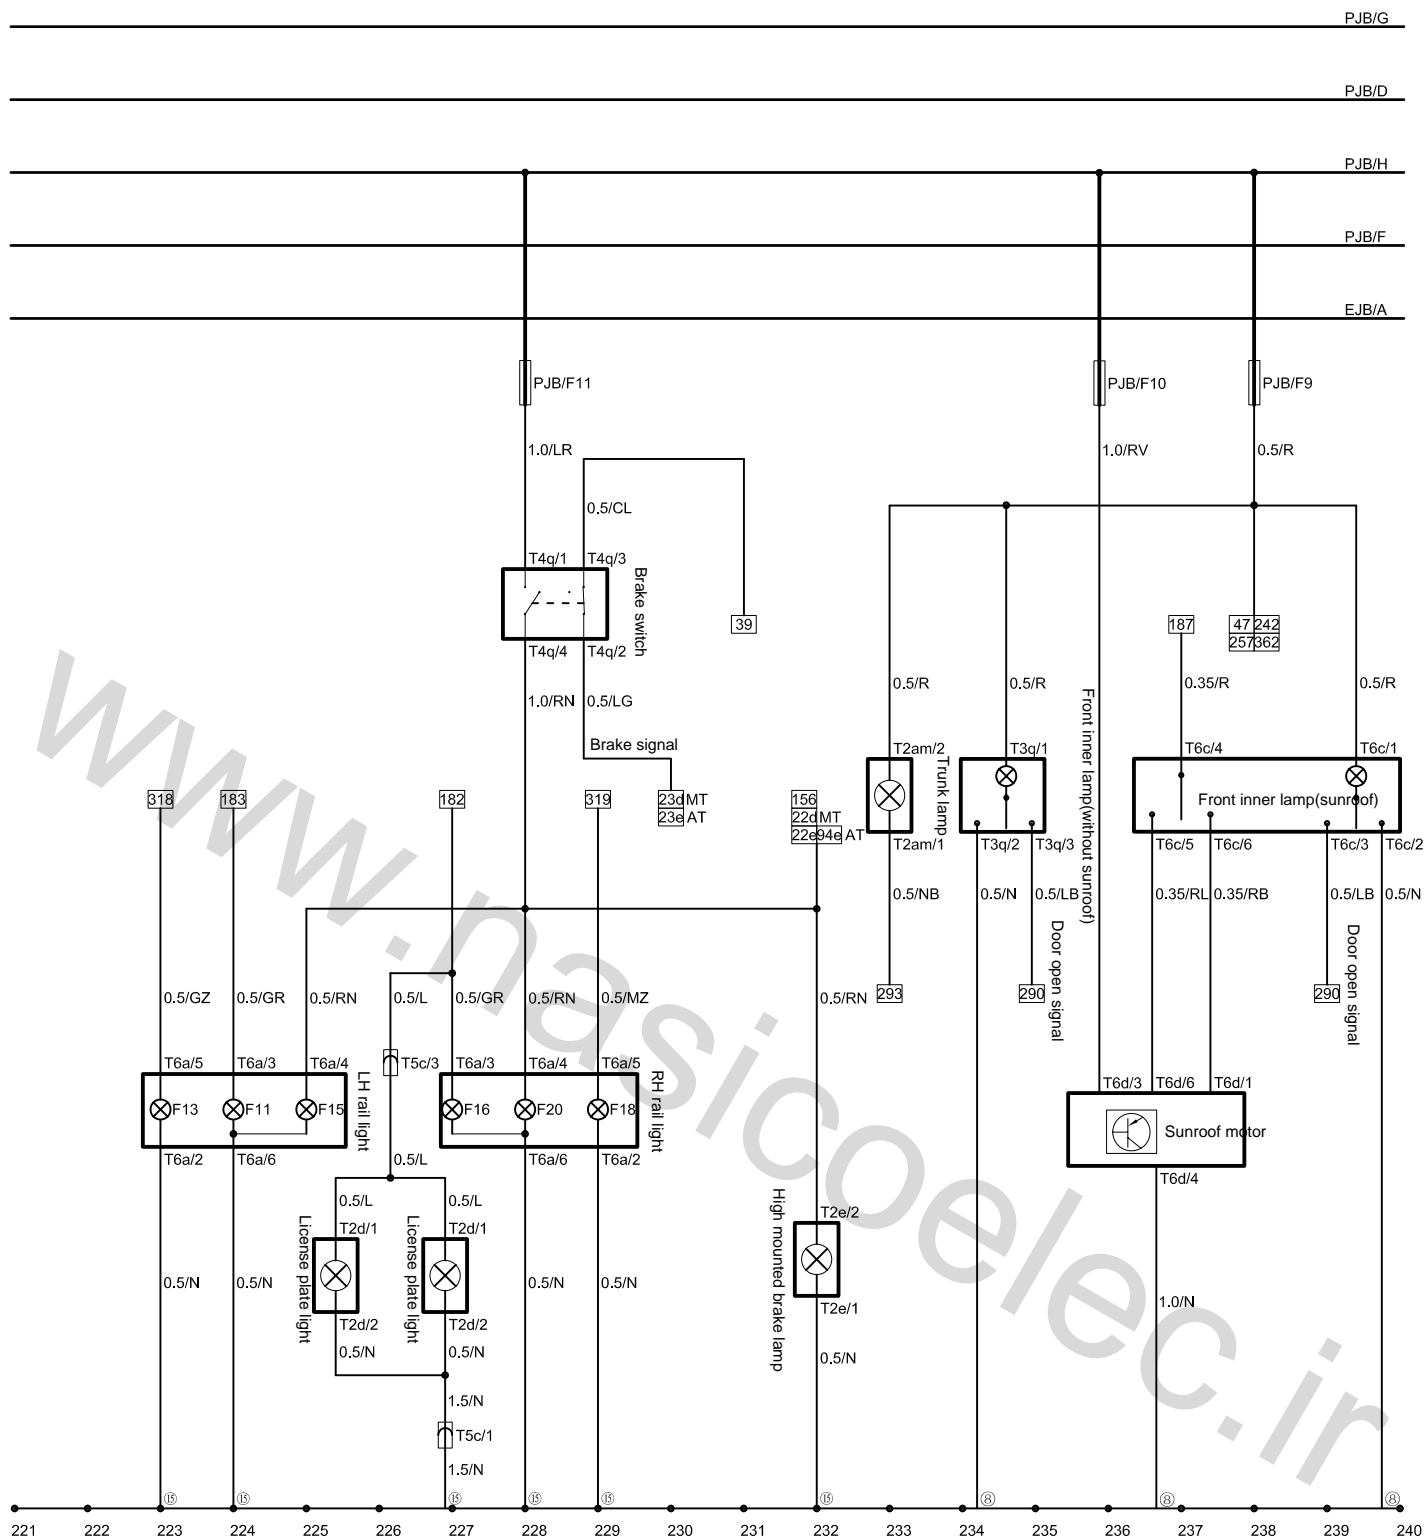 PJB/G
PJB/D
PJB/H
PJB/F
EJB/A
PJB/F11
PJB/F10
PJB/F9
1.0/LR
1.0/RV
0.5/R
0.5/CL
T4q/1
T4q/3
Brake switch
39
187
47
242
257
362
T4q/4
T4q/2
0.5/R
0.5/R
0.35/R
0.5/R
1.0/RN
0.5/LG
Front inner lamp(without sunroof)
Brake signal
T2am/2
T3q/1
T6c/4
T6c/1
Trunk lamp
318
183
182
319
23d MT
23e AT
156
22d MT
22e 94e AT
Front inner lamp(sunroof)
T2am/1
T3q/2
T3q/3
T6c/5
T6c/6
T6c/3
T6c/2
0.5/NB
0.5/N
0.5/LB
0.35/RL
0.35/RB
0.5/LB
0.5/N
Door open signal
Door open signal
293
290
290
0.5/GZ
0.5/GR
0.5/RN
0.5/L
0.5/GR
0.5/RN
0.5/MZ
0.5/RN
T6a/5
T6a/3
T6a/4
T5c/3
T6a/3
T6a/4
T6a/5
T6d/3
T6d/6
T6d/1
LH rail light
RH rail light
F13
F11
F15
F16
F20
F18
Sunroof motor
T6a/2
T6a/6
0.5/L
T6a/6
T6a/2
T6d/4
0.5/L
0.5/L
High mounted brake lamp
T2e/2
License plate light
T2d/1
License plate light
T2d/1
0.5/N
0.5/N
0.5/N
0.5/N
1.0/N
T2e/1
T2d/2
T2d/2
0.5/N
0.5/N
0.5/N
1.5/N
T5c/1
1.5/N
⑮
⑮
⑮
⑮
⑮
⑮
⑧
⑧
⑧
221 222 223 224 225 226 227 228 229 230 231 232 233 234 235 236 237 238 239 240
www.nasicoelec.ir